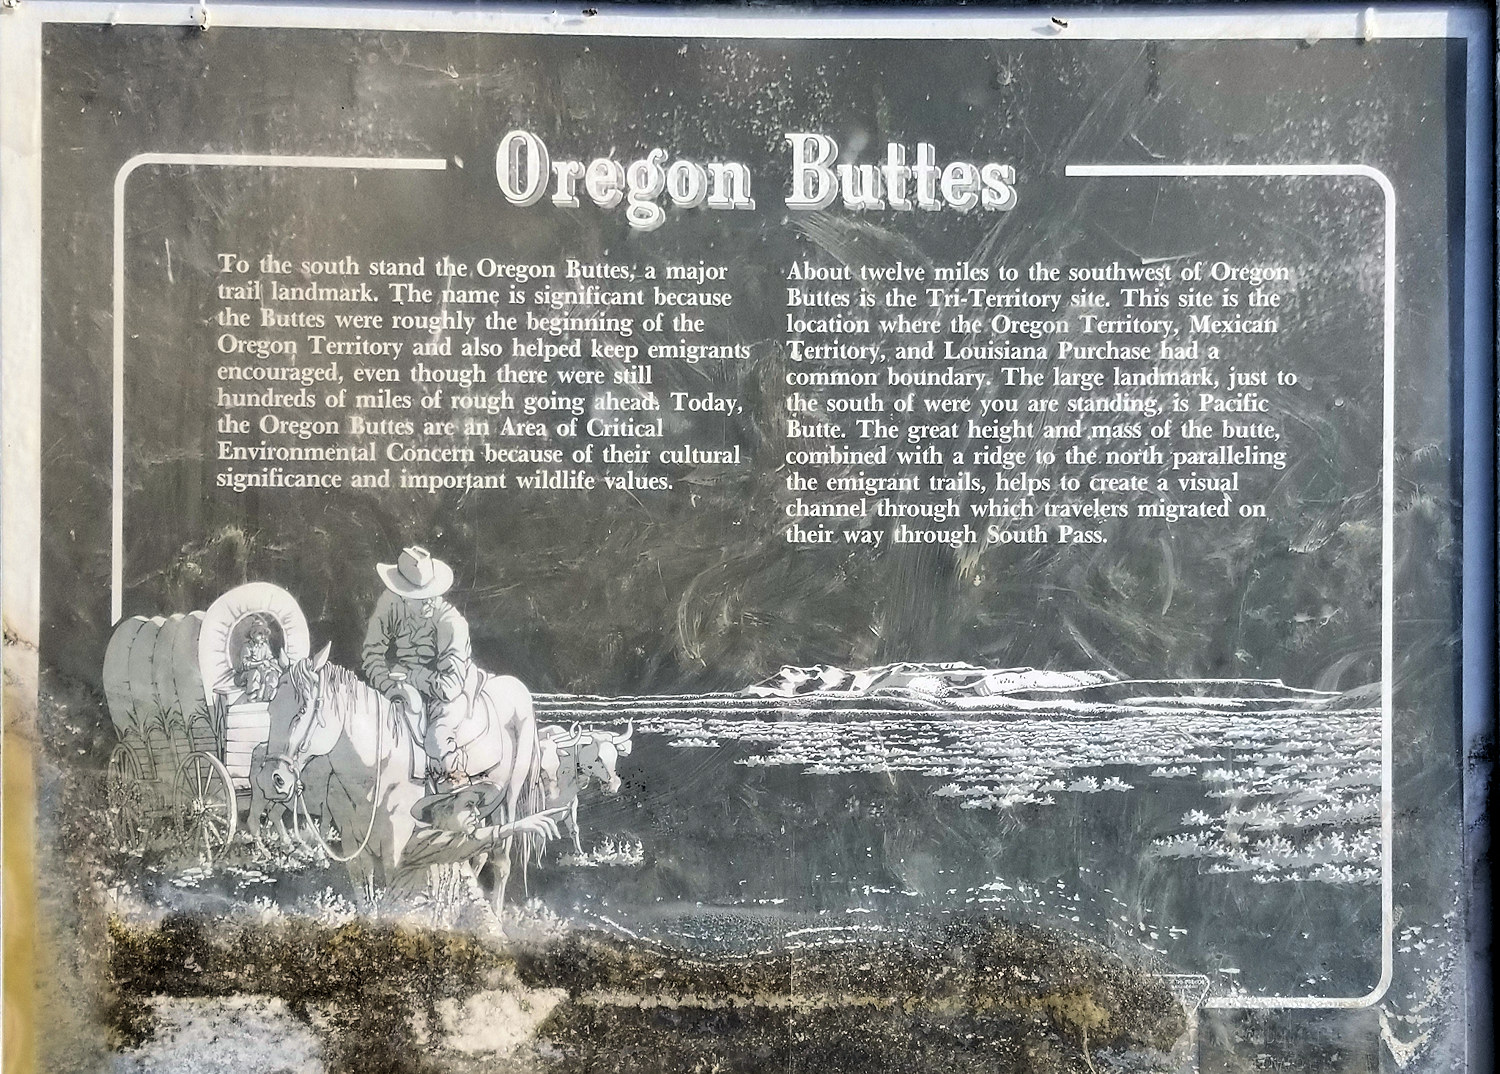 Oregon Buttes
To the south stand the Oregon Buttes, a major
trail landmark. The name is significant because
the Buttes were roughly the beginning of the
Oregon Territory and also helped keep emigrants
encouraged, even though there were still
hundreds of miles of rough going ahead. Today,
the Oregon Buttes are an Area of Critical
Environmental Concern because of their cultural
significance and important wildlife values.
About twelve miles to the southwest of Oregon
Buttes is the Tri-Territory site. This site is the
location where the Oregon Territory, Mexican
Territory, and Louisiana Purchase had a
common boundary. The large landmark, just to
the south of were you are standing, is Pacific
Butte. The great height and mass of the butte,
combined with a ridge to the north paralleling
the emigrant trails, helps to create a visual
channel through which travelers migrated on
their way through South Pass.